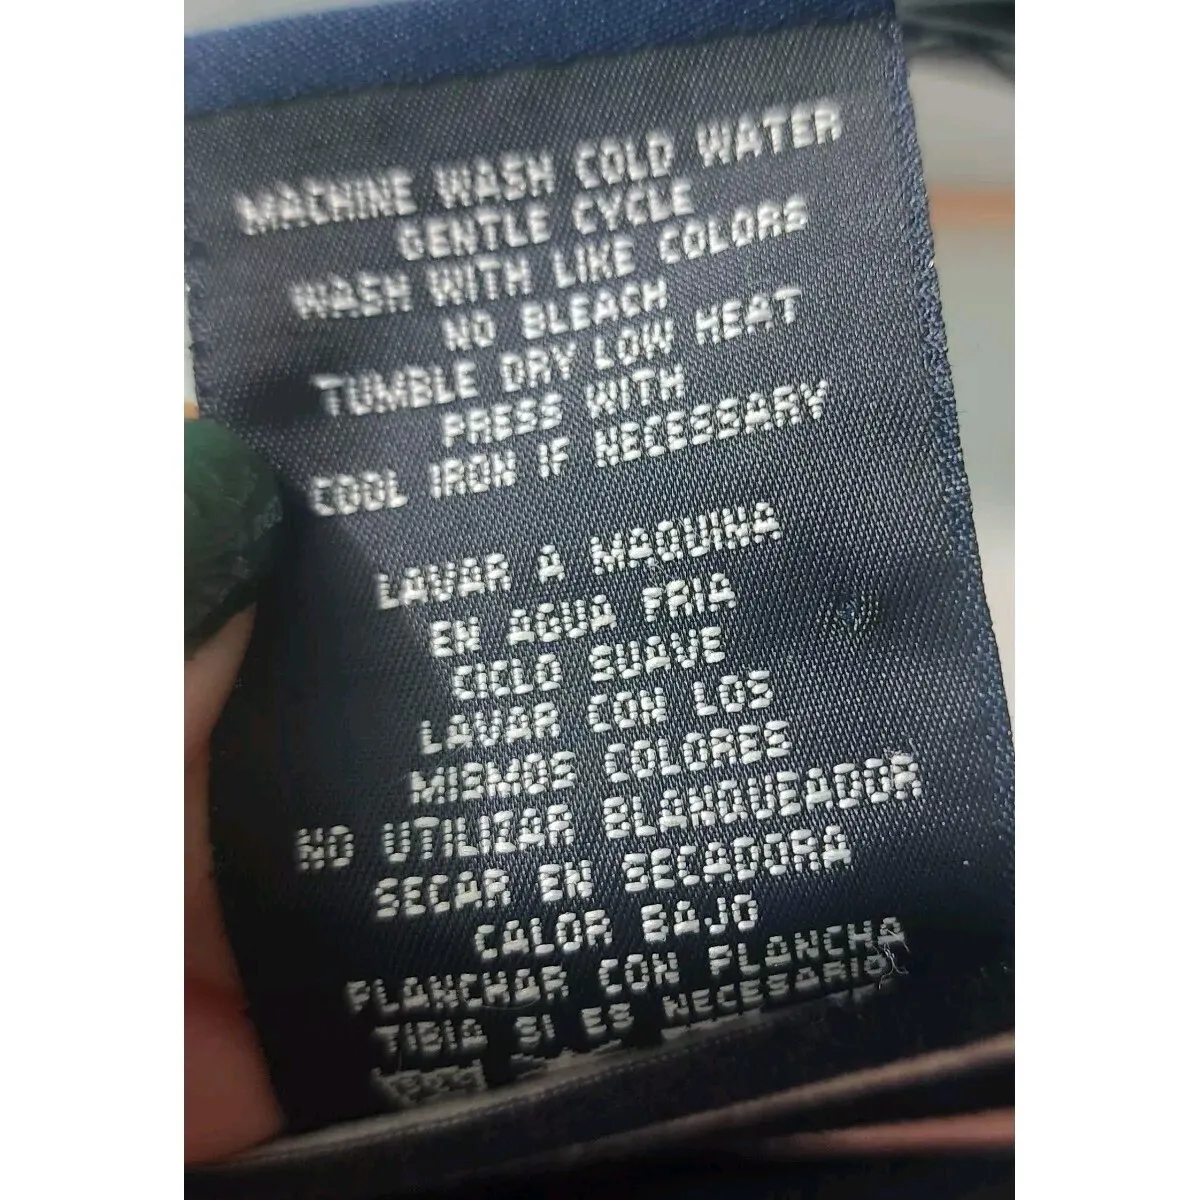 MACHINE WASH COLD WATER
GENTLE CYCLE
WASH WITH LIKE COLORS
NO BLEACH
TUMBLE DRY LOW HEAT
PRESS WITH
COOL IRON IF NECESSARY
LAVAR A MAQUINA
EN AGUA FRIA
CICLO SUAVE
LAVAR CON LOS
MISMOS COLORES
NO UTILIZAR BLANQUEADOR
SECAR EN SECADORA
CALOR BAJO
PLANCHAR CON PLANCHA
TIBIA SI ES NECESARIO